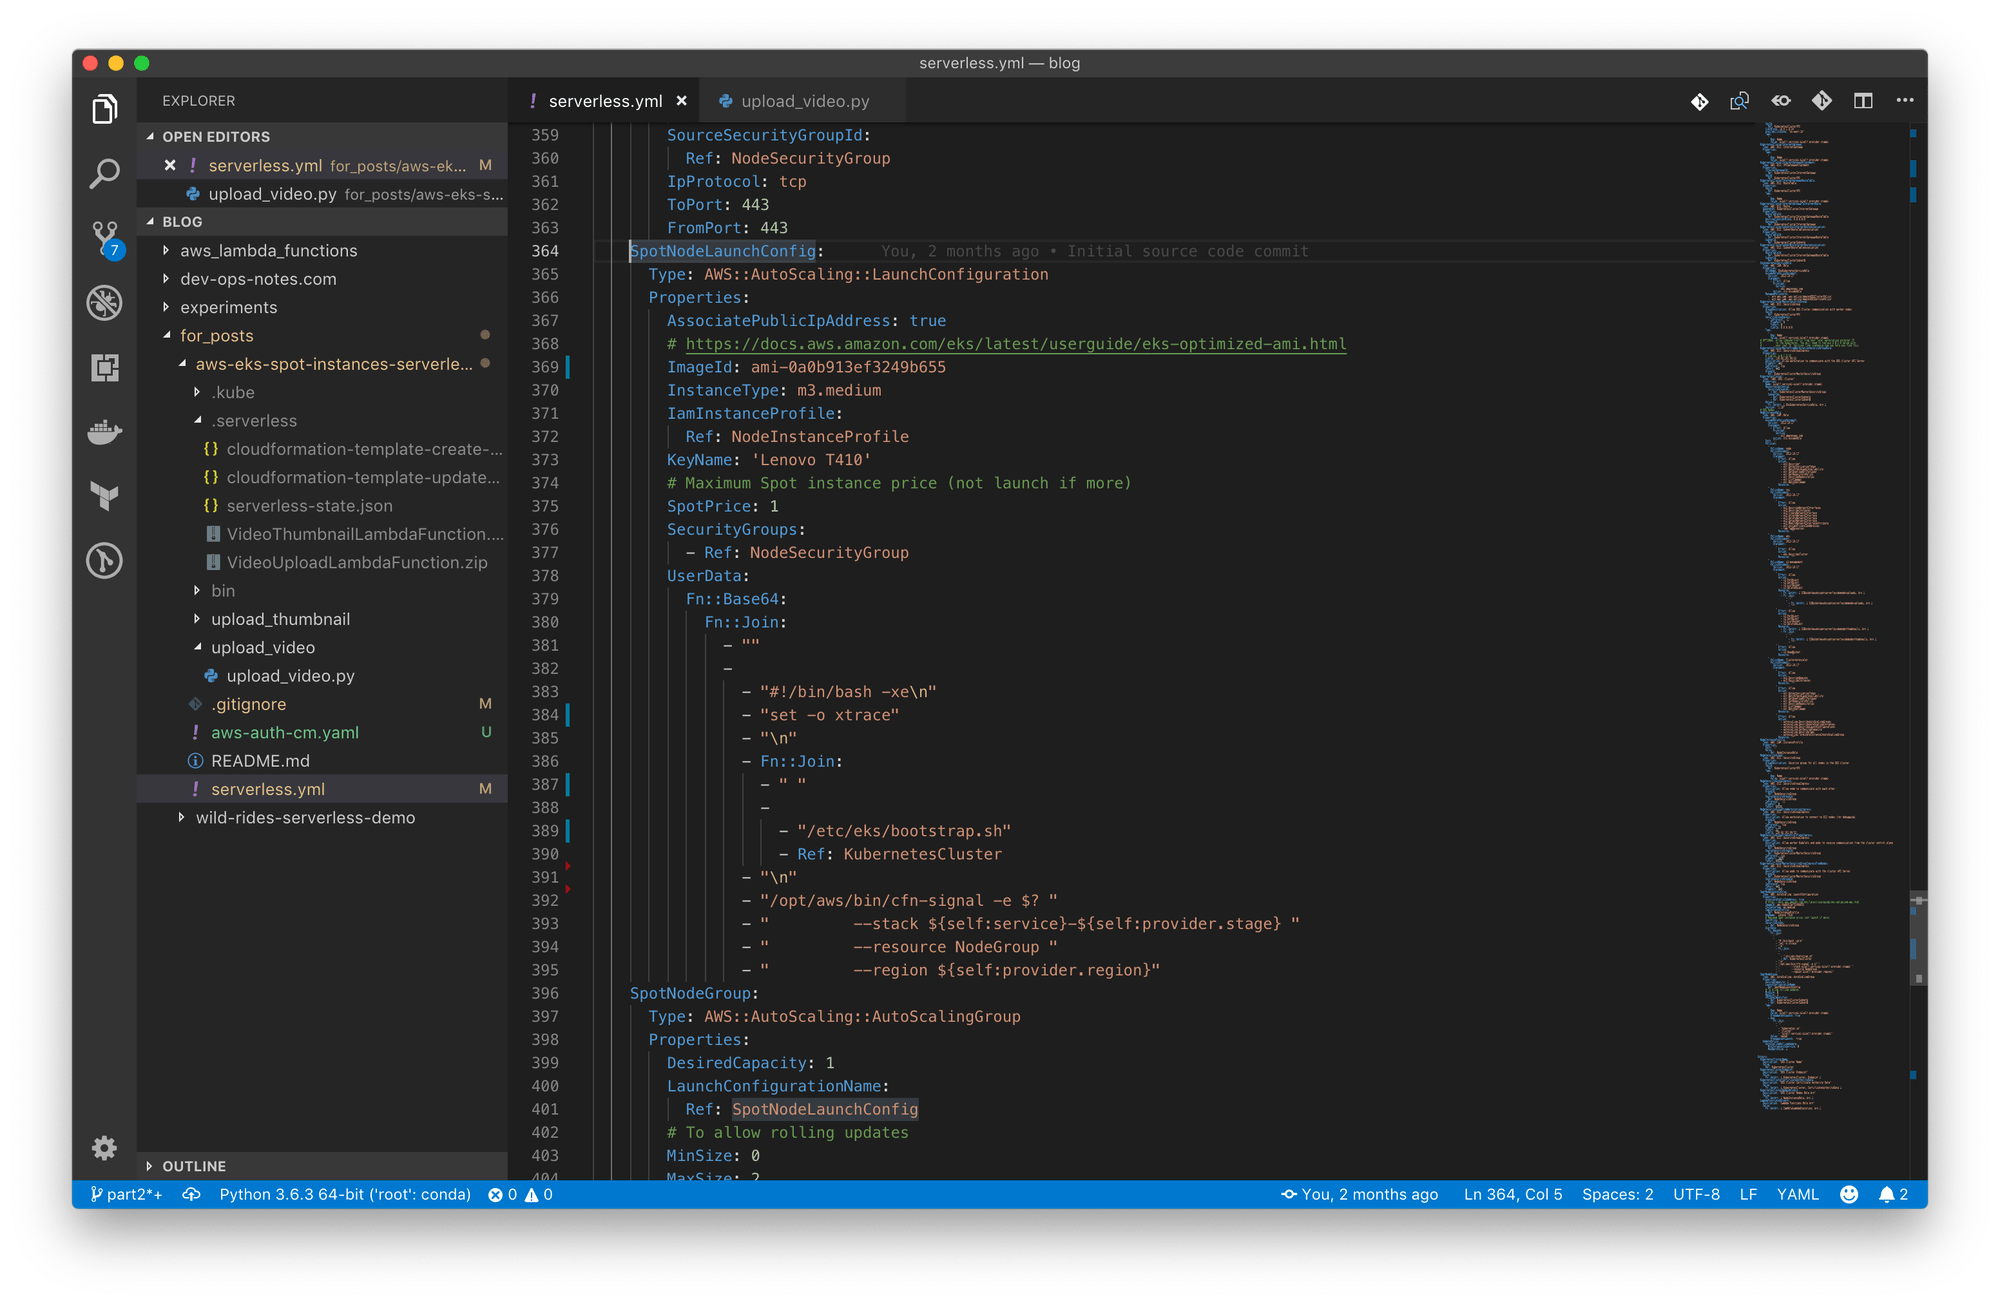 serverless.yml — blog
EXPLORER
OPEN EDITORS
! serverless.yml for_posts/aws-ek... M
upload_video.py for_posts/aws-eks-s...
BLOG
7
aws_lambda_functions
dev-ops-notes.com
experiments
for_posts
aws-eks-spot-instances-serverle...
.kube
.serverless
{} cloudformation-template-create-...
{} cloudformation-template-update...
{} serverless-state.json
VideoThumbnailLambdaFunction....
VideoUploadLambdaFunction.zip
bin
upload_thumbnail
upload_video
upload_video.py
.gitignore M
! aws-auth-cm.yaml U
README.md
! serverless.yml M
wild-rides-serverless-demo
OUTLINE
! serverless.yml ×
upload_video.py
359 SourceSecurityGroupId:
360 Ref: NodeSecurityGroup
361 IpProtocol: tcp
362 ToPort: 443
363 FromPort: 443
364 SpotNodeLaunchConfig: You, 2 months ago • Initial source code commit
365 Type: AWS::AutoScaling::LaunchConfiguration
366 Properties:
367 AssociatePublicIpAddress: true
368 # https://docs.aws.amazon.com/eks/latest/userguide/eks-optimized-ami.html
369 ImageId: ami-0a0b913ef3249b655
370 InstanceType: m3.medium
371 IamInstanceProfile:
372 Ref: NodeInstanceProfile
373 KeyName: 'Lenovo T410'
374 # Maximum Spot instance price (not launch if more)
375 SpotPrice: 1
376 SecurityGroups:
377 - Ref: NodeSecurityGroup
378 UserData:
379 Fn::Base64:
380 Fn::Join:
381 - ""
382 -
383 - "#!/bin/bash -xe\n"
384 - "set -o xtrace"
385 - "\n"
386 - Fn::Join:
387 - " "
388 -
389 - "/etc/eks/bootstrap.sh"
390 - Ref: KubernetesCluster
391 - "\n"
392 - "/opt/aws/bin/cfn-signal -e $? "
393 - "         --stack ${self:service}-${self:provider.stage} "
394 - "         --resource NodeGroup "
395 - "         --region ${self:provider.region}"
396 SpotNodeGroup:
397 Type: AWS::AutoScaling::AutoScalingGroup
398 Properties:
399 DesiredCapacity: 1
400 LaunchConfigurationName:
401 Ref: SpotNodeLaunchConfig
402 # To allow rolling updates
403 MinSize: 0
404 MaxSize: 2
part2*+ Python 3.6.3 64-bit ('root': conda) 0 0 You, 2 months ago Ln 364, Col 5 Spaces: 2 UTF-8 LF YAML 2